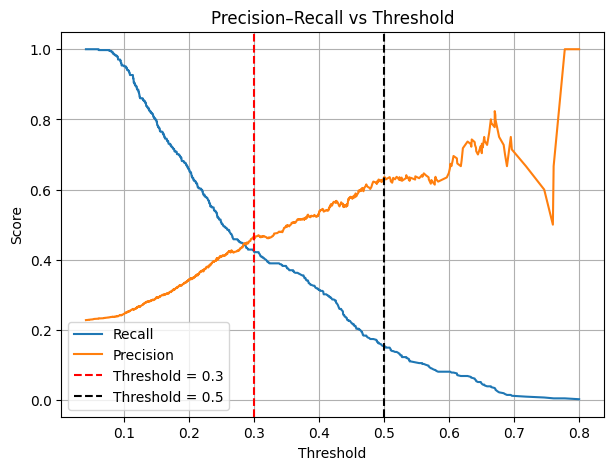 Precision–Recall vs Threshold
Score
1.0
0.8
0.6
0.4
0.2
0.0
Recall
Precision
Threshold = 0.3
Threshold = 0.5
0.1 0.2 0.3 0.4 0.5 0.6 0.7 0.8
Threshold